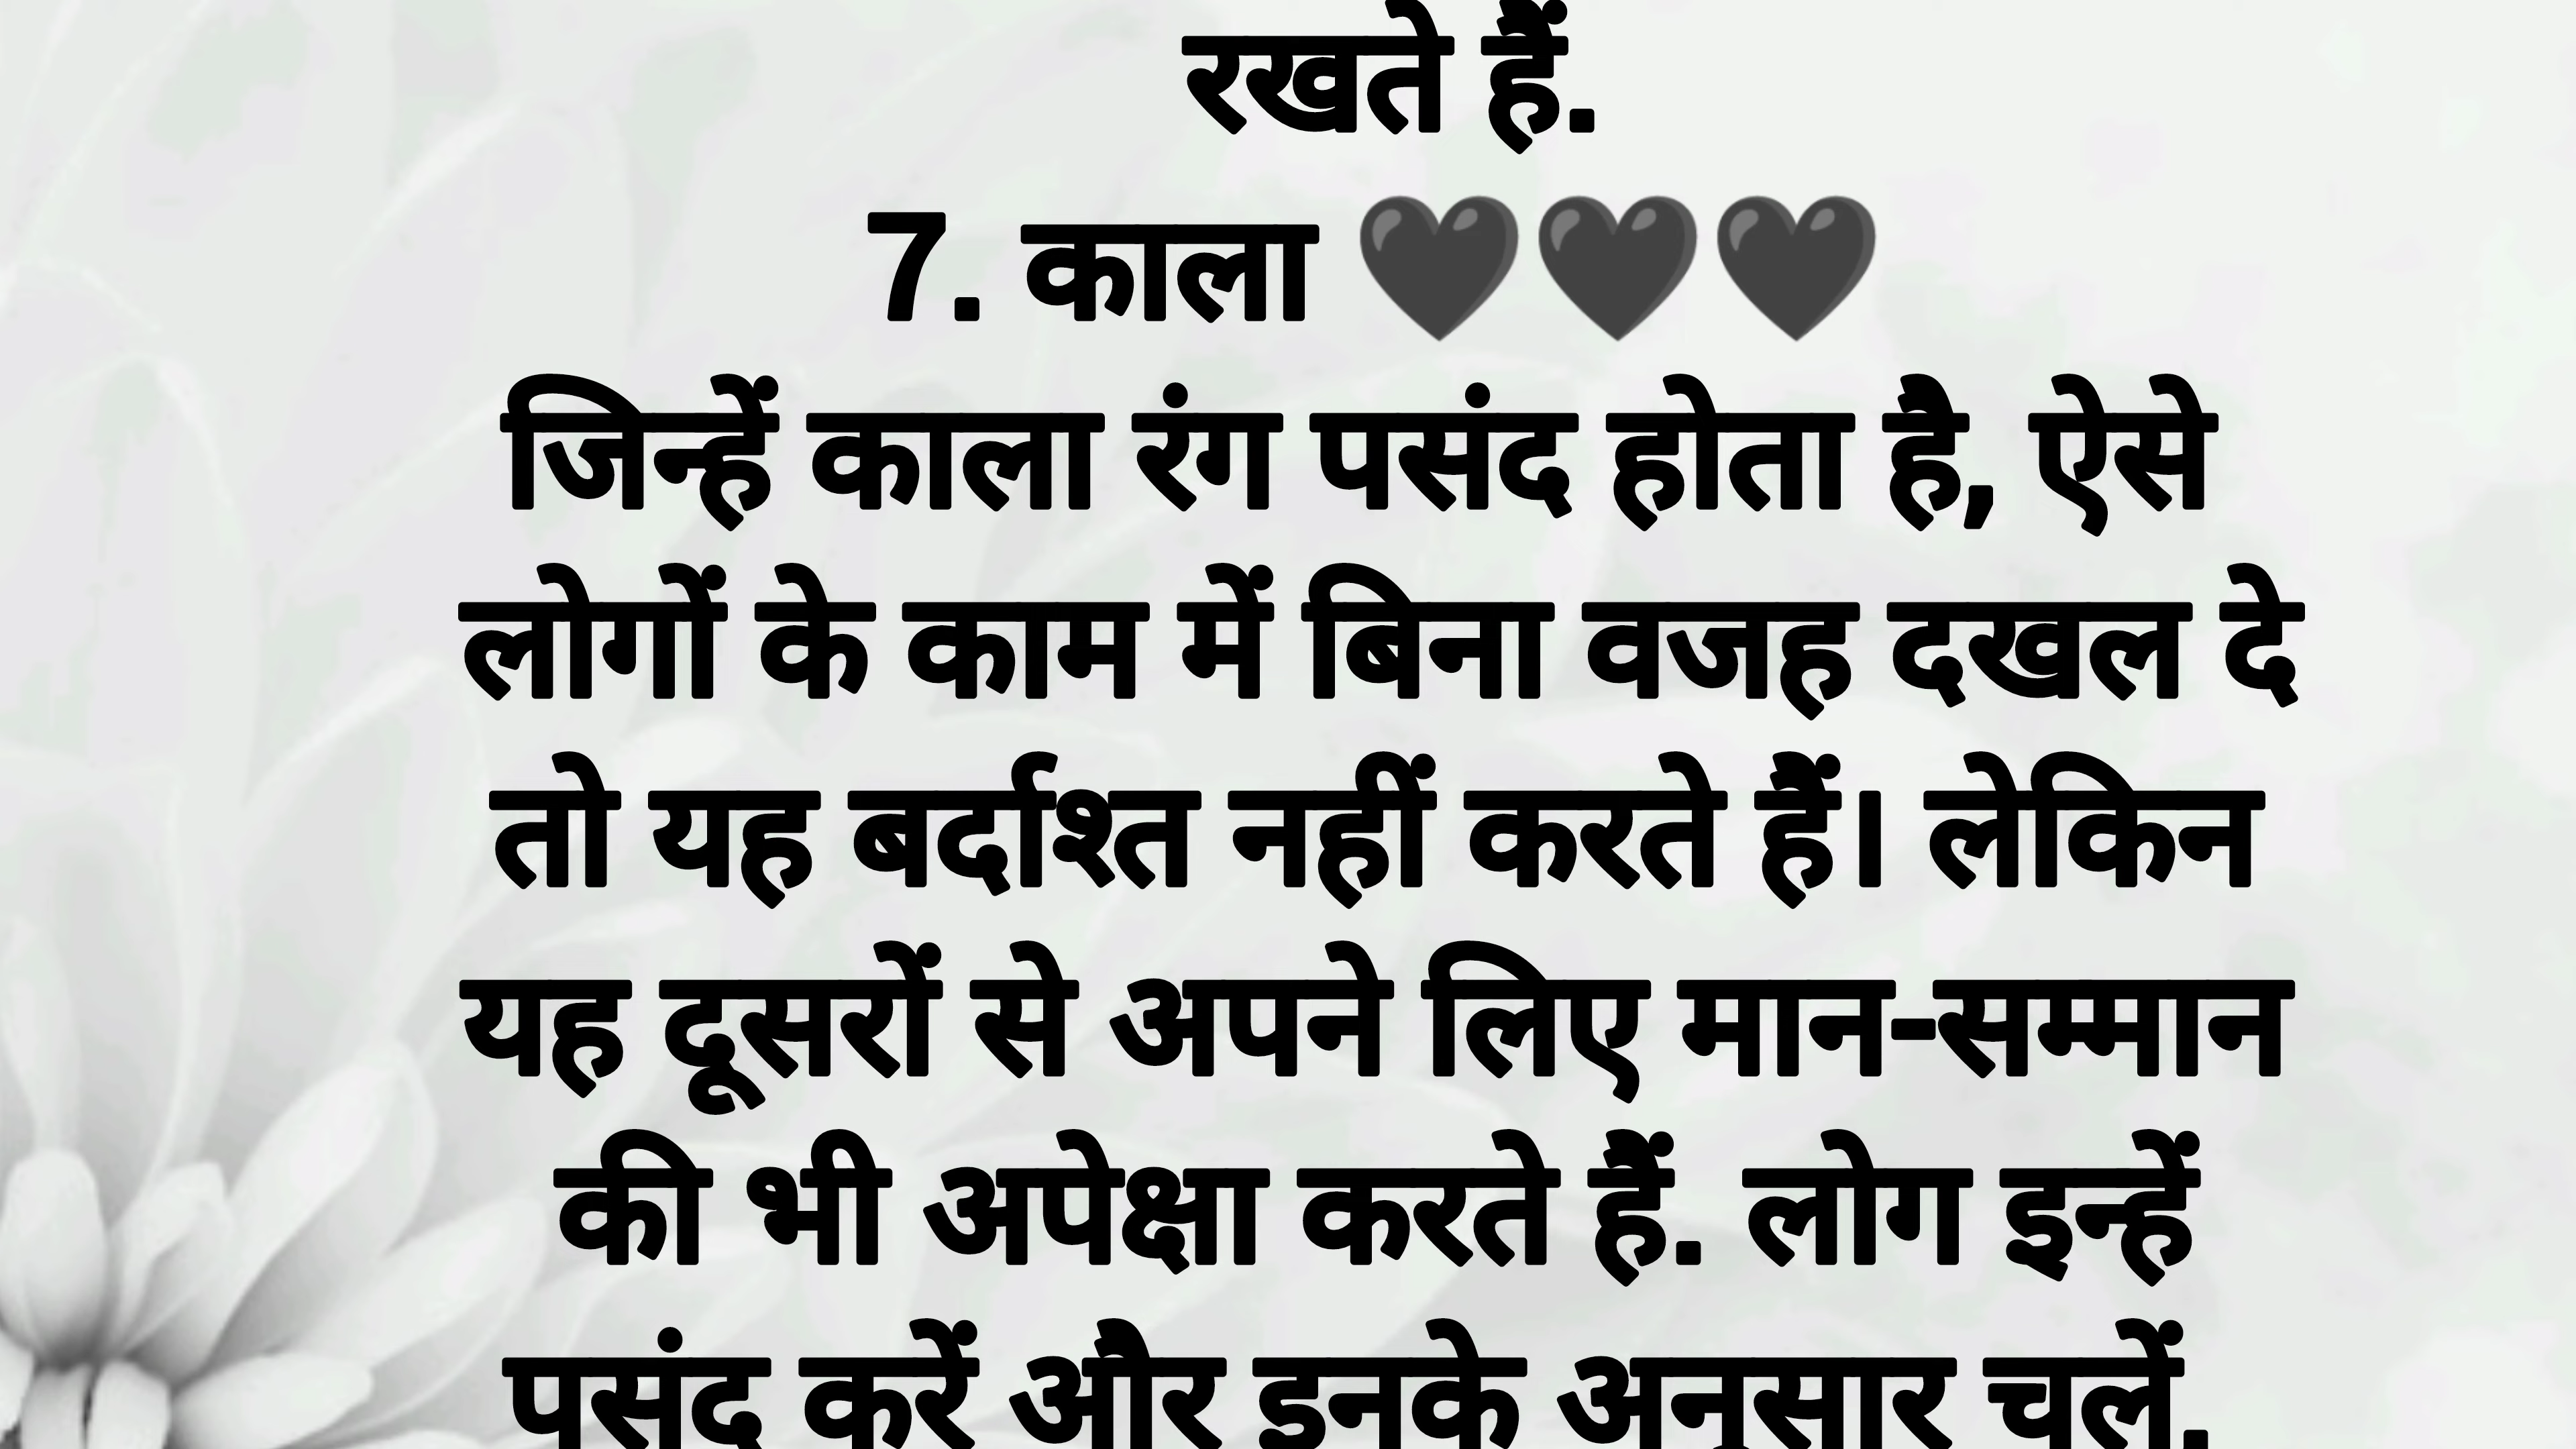 रखते हैं.
7. काला 🖤🖤🖤
जिन्हें काला रंग पसंद होता है, ऐसे
लोगों के काम में बिना वजह दखल दे
तो यह बर्दाश्त नहीं करते हैं। लेकिन
यह दूसरों से अपने लिए मान-सम्मान
की भी अपेक्षा करते हैं. लोग इन्हें
पसंद करें और इनके अनुसार चलें.